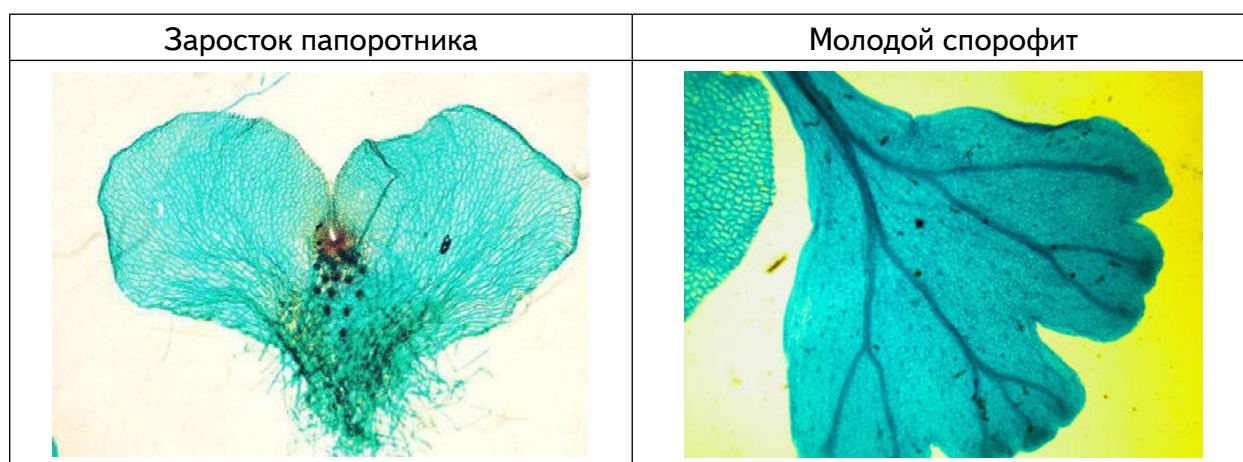 Заросток папоротника
Молодой спорофит